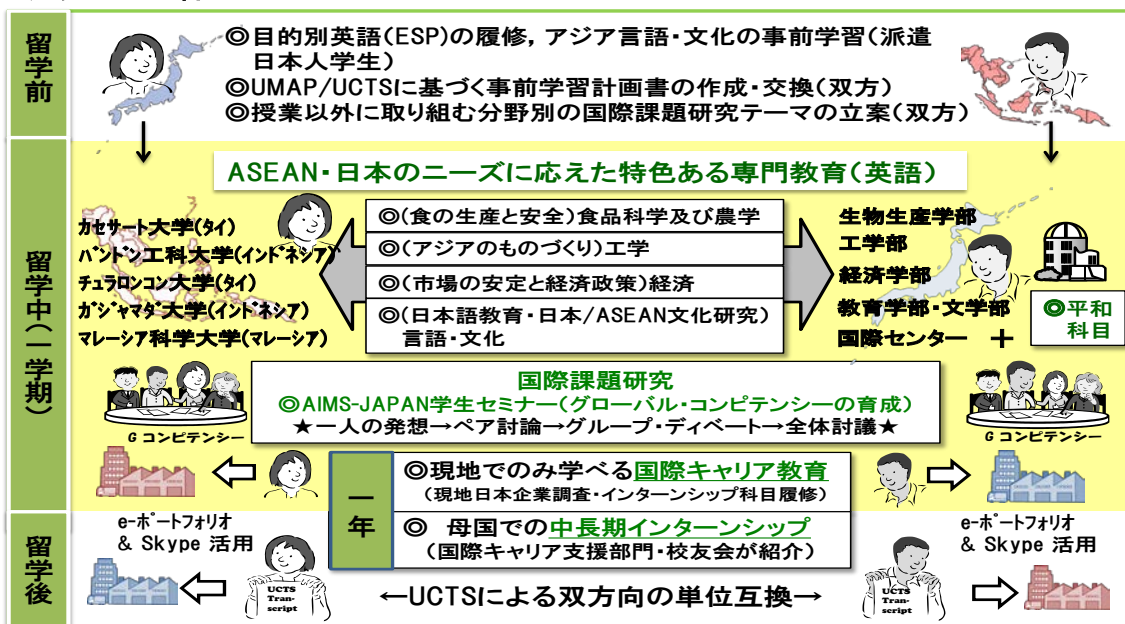 留学前
◎目的別英語(ESP)の履修，アジア言語・文化の事前学習(派遣
日本人学生)
◎UMAP/UCTSに基づく事前学習計画書の作成・交換(双方)
◎授業以外に取り組む分野別の国際課題研究テーマの立案(双方)
留学中(一学期)
ASEAN・日本のニーズに応えた特色ある専門教育(英語)
カセサート大学(タイ)
バンドン工科大学(インドネシア)
チュラロンコン大学(タイ)
ガジャマダ大学(インドネシア)
マレーシア科学大学(マレーシア)
◎(食の生産と安全)食品科学及び農学
◎(アジアのものづくり)工学
◎(市場の安定と経済政策)経済
◎(日本語教育・日本/ASEAN文化研究)
言語・文化
生物生産学部
工学部
経済学部
教育学部・文学部
国際センター ＋
◎平和
科目
国際課題研究
◎AIMS-JAPAN学生セミナー(グローバル・コンピテンシーの育成)
★一人の発想→ペア討論→グループ・ディベート→全体討議★
G コンピテンシー
G コンピテンシー
一年
◎現地でのみ学べる国際キャリア教育
(現地日本企業調査・インターンシップ科目履修)
◎ 母国での中長期インターンシップ
(国際キャリア支援部門・校友会が紹介)
留学後
e-ポートフォリオ
& Skype 活用
e-ポートフォリオ
& Skype 活用
UCTS
Tran-
script
←UCTSによる双方向の単位互換→
UCTS
Tran-
script